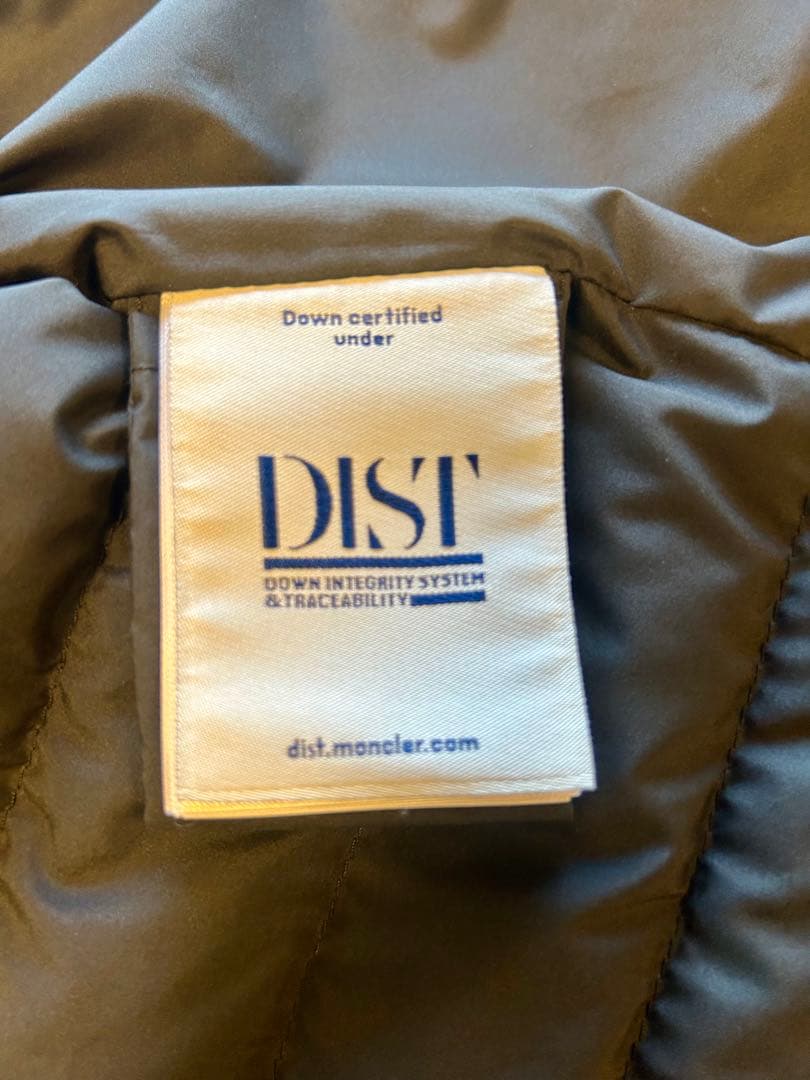 Down certified
under
DIST
DOWN INTEGRITY SYSTEM
& TRACEABILITY
dist.moncler.com